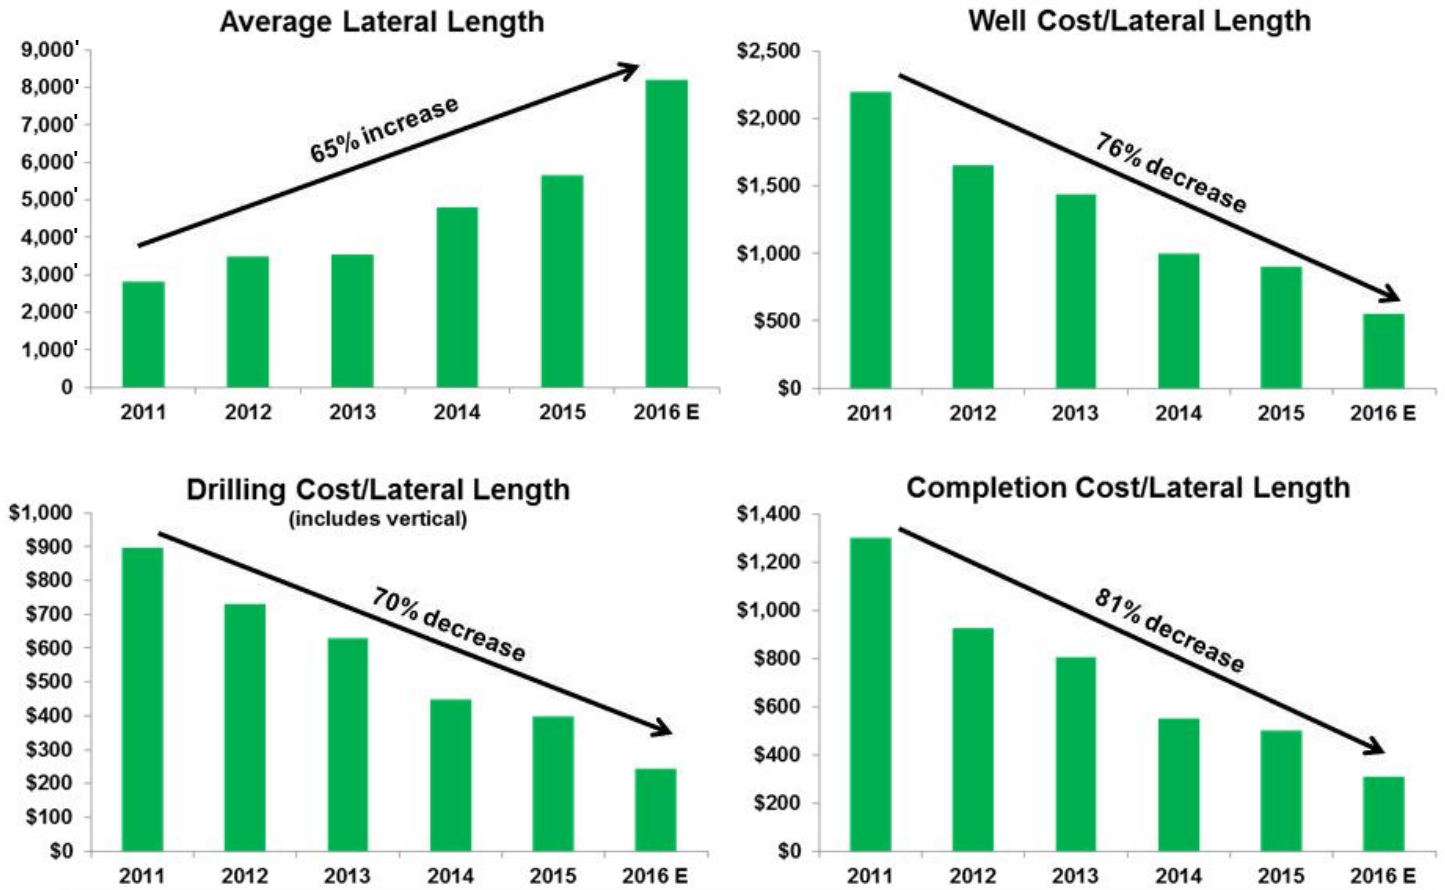 Average Lateral Length
9,000'
8,000'
7,000'
6,000'
5,000'
4,000'
3,000'
2,000'
1,000'
0
65% increase
2011 2012 2013 2014 2015 2016 E
Well Cost/Lateral Length
$2,500
$2,000
$1,500
$1,000
$500
$0
76% decrease
2011 2012 2013 2014 2015 2016 E
Drilling Cost/Lateral Length
(includes vertical)
$1,000
$900
$800
$700
$600
$500
$400
$300
$200
$100
$0
70% decrease
2011 2012 2013 2014 2015 2016 E
Completion Cost/Lateral Length
$1,400
$1,200
$1,000
$800
$600
$400
$200
$0
81% decrease
2011 2012 2013 2014 2015 2016 E